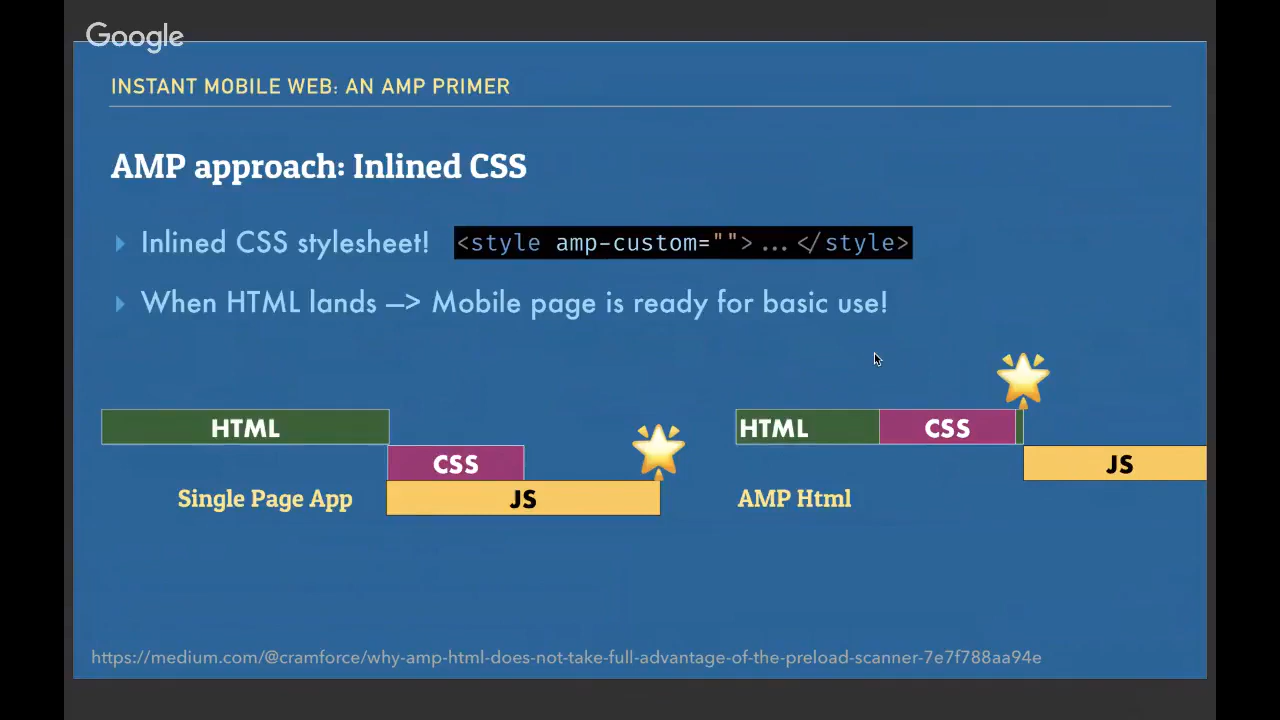 Google
INSTANT MOBILE WEB: AN AMP PRIMER
AMP approach: Inlined CSS
Inlined CSS stylesheet! <style amp-custom="">...</style>
When HTML lands —> Mobile page is ready for basic use!
HTML
CSS
JS
Single Page App
HTML CSS
JS
AMP Html
https://medium.com/@cramforce/why-amp-html-does-not-take-full-advantage-of-the-preload-scanner-7e7f788aa94e